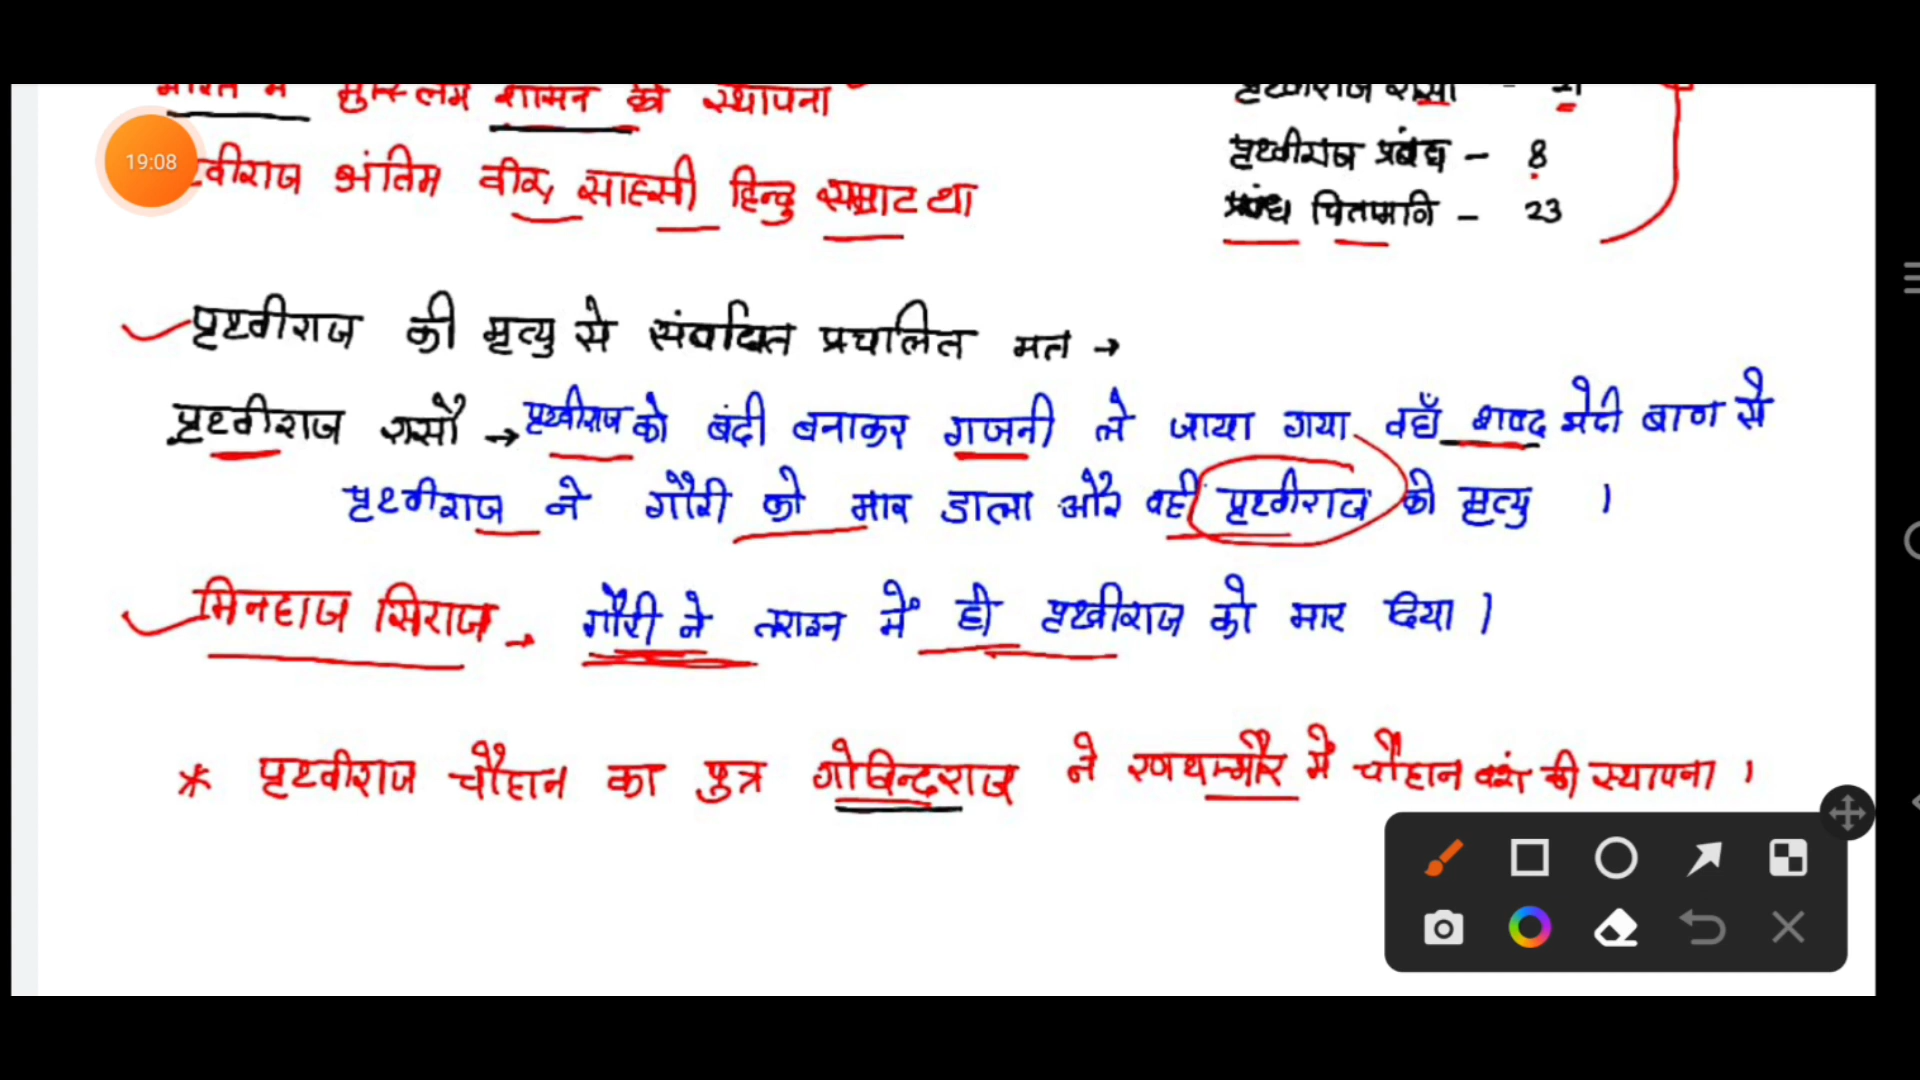 भारत में मुस्लिम शासन की स्थापना
पृथ्वीराज रासो - 21
19:08
पृथ्वीराज अंतिम वीर, साहसी हिन्दु सम्राट था
पृथ्वीराज प्रबंध - 8
प्रबंध चिंतामणि - 23
पृथ्वीराज की मृत्यु से संबंधित प्रचलित मत →
पृथ्वीराज रासौ → पृथ्वीराज को बंदी बनाकर गजनी ले जाया गया वहाँ शब्द भेदी बाण से
पृथ्वीराज ने गौरी को मार डाला और वही पृथ्वीराज की मृत्यु ।
मिनहाज सिराज → गौरी ने तराइन में ही पृथ्वीराज को मार दिया ।
* पृथ्वीराज चौहान का पुत्र गोविन्दराज ने रणथम्भौर में चौहान वंश की स्थापना ।